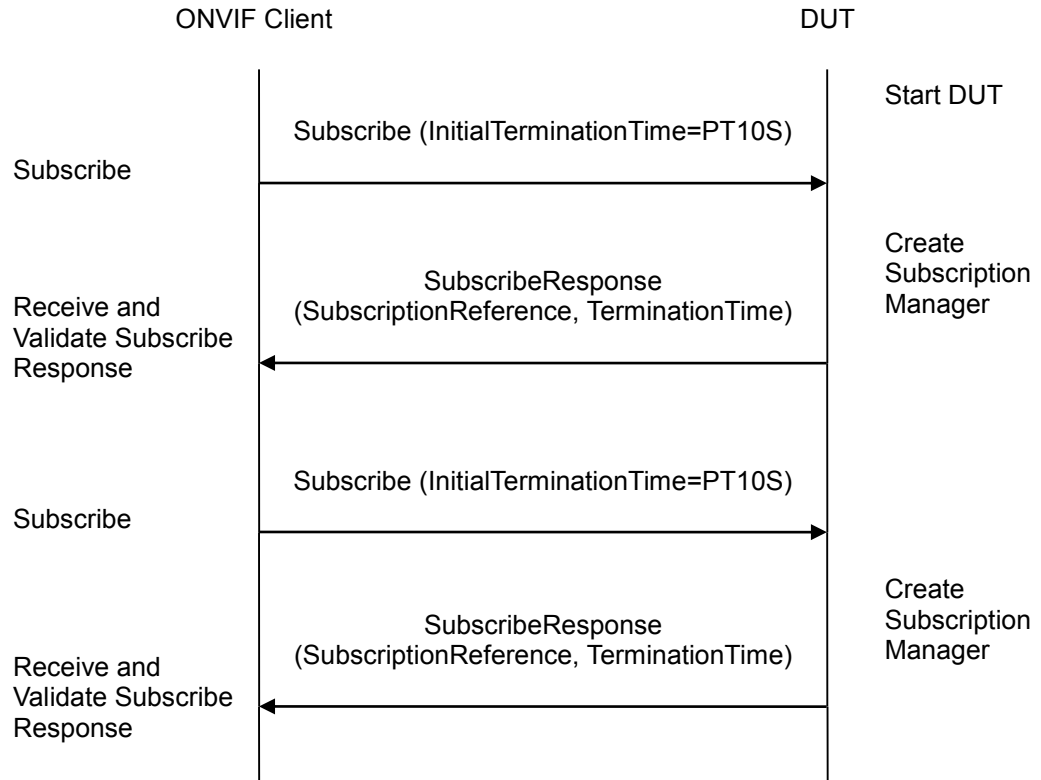 ONVIF Client
DUT
Start DUT
Subscribe (InitialTerminationTime=PT10S)
Subscribe
Create
Subscription
Manager
SubscribeResponse
(SubscriptionReference, TerminationTime)
Receive and
Validate Subscribe
Response
Subscribe (InitialTerminationTime=PT10S)
Subscribe
Create
Subscription
Manager
SubscribeResponse
(SubscriptionReference, TerminationTime)
Receive and
Validate Subscribe
Response